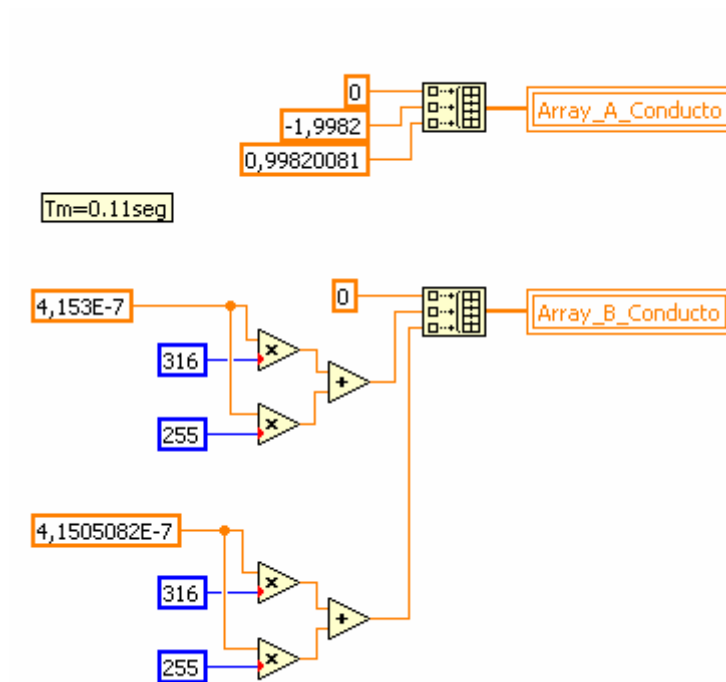 0
-1,9982
0,99820081
Array_A_Conducto
Tm=0.11seg
4,153E-7
0
Array_B_Conducto
316
×
+
255
×
4,1505082E-7
316
×
+
255
×